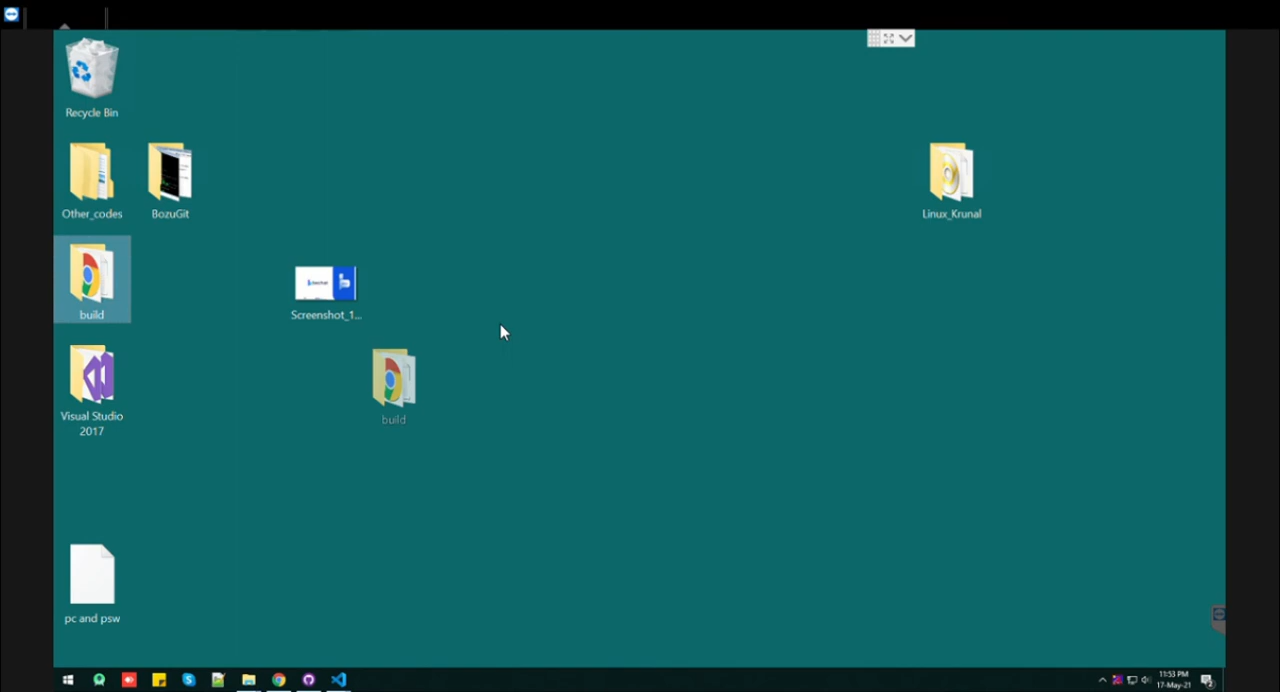 Recycle Bin
Other_codes
BozuGit
Linux_Krunal
build
Screenshot_1...
build
Visual Studio
2017
pc and psw
11:53 PM
17-May-21
2